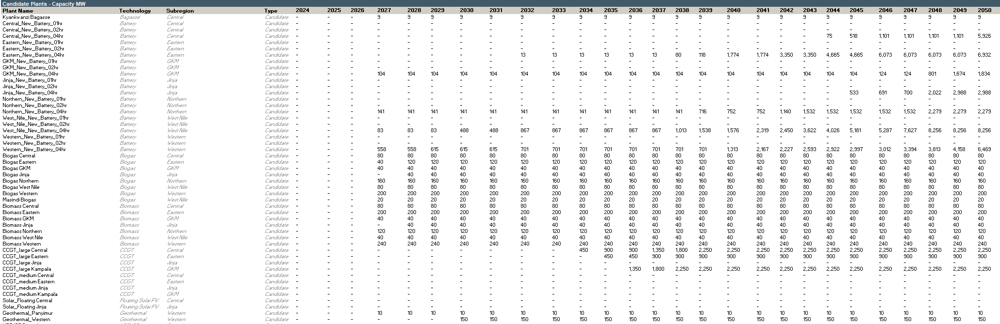 Candidate Plants - Capacity MW
Plant Name Technology Subregion Type 2024 2025 2026 2027 2028 2029 2030 2031 2032 2033 2034 2035 2036 2037 2038 2039 2040 2041 2042 2043 2044 2045 2046 2047 2048 2049 2050
Kyankwanzi Bagasse Bagasse Central Candidate - - - 9 9 9 9 9 9 9 9 9 9 9 9 9 9 9 9 9 9 9 9 9 9 9 9
Central_New_Battery_01hr Battery Central Candidate - - - - - - - - - - - - - - - - - - - - - - - - - - -
Central_New_Battery_02hr Battery Central Candidate - - - - - - - - - - - - - - - - - - - - - - - - - - -
Central_New_Battery_04hr Battery Central Candidate - - - - - - - - - - - - - - - - - - - - 75 518 1,101 1,101 1,101 1,101 5,926
Eastern_New_Battery_01hr Battery Eastern Candidate - - - - - - - - - - - - - - - - - - - - - - - - - - -
Eastern_New_Battery_02hr Battery Eastern Candidate - - - - - - - - - - - - - - - - - - - - - - - - - - -
Eastern_New_Battery_04hr Battery Eastern Candidate - - - - - - - - 13 13 13 13 13 13 80 118 1,774 1,774 3,350 3,350 4,665 4,665 6,073 6,073 6,073 6,073 6,932
GKM_New_Battery_01hr Battery GKM Candidate - - - - - - - - - - - - - - - - - - - - - - - - - - -
GKM_New_Battery_02hr Battery GKM Candidate - - - - - - - - - - - - - - - - - - - - - - - - - - -
GKM_New_Battery_04hr Battery GKM Candidate - - - 104 104 104 104 104 104 104 104 104 104 104 104 104 104 104 104 104 104 104 124 124 801 1,674 1,834
Jinja_New_Battery_01hr Battery Jinja Candidate - - - - - - - - - - - - - - - - - - - - - - - - - - -
Jinja_New_Battery_02hr Battery Jinja Candidate - - - - - - - - - - - - - - - - - - - - - - - - - - -
Jinja_New_Battery_04hr Battery Jinja Candidate - - - - - - - - - - - - - - - - - - - - - 533 691 700 2,022 2,988 2,988
Northern_New_Battery_01hr Battery Northern Candidate - - - - - - - - - - - - - - - - - - - - - - - - - - -
Northern_New_Battery_02hr Battery Northern Candidate - - - - - - - - - - - - - - - - - - - - - - - - - - -
Northern_New_Battery_04hr Battery Northern Candidate - - - 141 141 141 141 141 141 141 141 141 141 141 141 716 752 752 1,140 1,532 1,532 1,532 1,532 1,532 2,279 2,279 2,279
West_Nile_New_Battery_01hr Battery West Nile Candidate - - - - - - - - - - - - - - - - - - - - - - - - - - -
West_Nile_New_Battery_02hr Battery West Nile Candidate - - - - - - - - - - - - - - - - - - - - - - - - - - -
West_Nile_New_Battery_04hr Battery West Nile Candidate - - - 83 83 83 488 488 867 867 867 867 867 867 1,013 1,538 1,576 2,319 2,450 3,622 4,026 5,181 5,287 7,627 8,256 8,256 8,256
Western_New_Battery_01hr Battery Western Candidate - - - - - - - - - - - - - - - - - - - - - - - - - - -
Western_New_Battery_02hr Battery Western Candidate - - - - - - - - - - - - - - - - - - - - - - - - - - -
Western_New_Battery_04hr Battery Western Candidate - - - 558 558 615 615 615 701 701 701 701 701 701 701 701 1,313 2,167 2,227 2,593 2,922 2,997 3,012 3,394 3,813 4,158 6,469
Biogas Central Biogas Central Candidate - - - 80 80 80 80 80 80 80 80 80 80 80 80 80 80 80 80 80 80 80 80 80 80 80 80
Biogas Eastern Biogas Eastern Candidate - - - 40 120 120 120 120 120 120 120 120 120 120 120 120 120 120 120 120 120 120 120 120 120 120 120
Biogas GKM Biogas GKM Candidate - - - 40 40 40 40 40 40 40 40 40 40 40 40 40 40 40 40 40 40 40 40 40 40 40 40
Biogas Jinja Biogas Jinja Candidate - - - - 40 40 40 40 40 40 40 40 40 40 40 40 40 40 40 40 40 40 40 40 40 40 40
Biogas Northern Biogas Northern Candidate - - - 160 160 160 160 160 160 160 160 160 160 160 160 160 160 160 160 160 160 160 160 160 160 160 160
Biogas West Nile Biogas West Nile Candidate - - - 80 80 80 80 80 80 80 80 80 80 80 80 80 80 80 80 80 80 80 80 80 80 80 80
Biogas Western Biogas Western Candidate - - - 200 200 200 200 200 200 200 200 200 200 200 200 200 200 200 200 200 200 200 200 200 200 200 200
Masindi Biogas Biogas West Nile Candidate - - - 20 20 20 20 20 20 20 20 20 20 20 20 20 20 20 20 20 20 20 20 20 20 20 20
Biomass Central Biomass Central Candidate - - - 80 80 80 80 80 80 80 80 80 80 80 80 80 80 80 80 80 80 80 80 80 80 80 80
Biomass Eastern Biomass Eastern Candidate - - - 200 200 200 200 200 200 200 200 200 200 200 200 200 200 200 200 200 200 200 200 200 200 200 200
Biomass GKM Biomass GKM Candidate - - - 40 40 40 40 40 40 40 40 40 40 40 40 40 40 40 40 40 40 40 40 40 40 40 40
Biomass Jinja Biomass Jinja Candidate - - - - 40 40 40 40 40 40 40 40 40 40 40 40 40 40 40 40 40 40 40 40 40 40 40
Biomass Northern Biomass Northern Candidate - - - 120 120 120 120 120 120 120 120 120 120 120 120 120 120 120 120 120 120 120 120 120 120 120 120
Biomass West Nile Biomass West Nile Candidate - - - 40 40 40 40 40 40 40 40 40 40 40 40 40 40 40 40 40 40 40 40 40 40 40 40
Biomass Western Biomass Western Candidate - - - 240 240 240 240 240 240 240 240 240 240 240 240 240 240 240 240 240 240 240 240 240 240 240 240
CCGT_large Central CCGT Central Candidate - - - - - - - - - - 450 900 900 1,350 1,800 2,250 2,250 2,250 2,250 2,250 2,250 2,250 2,250 2,250 2,250 2,250 2,250
CCGT_large Eastern CCGT Eastern Candidate - - - - - - - - - - - 450 450 900 900 900 900 900 900 900 900 900 900 900 900 900 900
CCGT_large Jinja CCGT Jinja Candidate - - - - - - - - - - - - - - - - - - - - - - - - - - -
CCGT_large Kampala CCGT GKM Candidate - - - - - - - - - - - - 1,350 1,800 2,250 2,250 2,250 2,250 2,250 2,250 2,250 2,250 2,250 2,250 2,250 2,250 2,250
CCGT_medium Central CCGT Central Candidate - - - - - - - - - - - - - - - - - - - - - - - - - - -
CCGT_medium Eastern CCGT Eastern Candidate - - - - - - - - - - - - - - - - - - - - - - - - - - -
CCGT_medium Jinja CCGT Jinja Candidate - - - - - - - - - - - - - - - - - - - - - - - - - - -
CCGT_medium Kampala CCGT GKM Candidate - - - - - - - - - - - - - - - - - - - - - - - - - - -
Solar_Floating Central Floating Solar PV Central Candidate - - - - - - - - - - - - - - - - - - - - - - - - - - -
Solar_Floating Jinja Floating Solar PV Jinja Candidate - - - - - - - - - - - - - - - - - - - - - - - - - - -
Geothermal_Panyimur Geothermal Western Candidate - - - 10 10 10 10 10 10 10 10 10 10 10 10 10 10 10 10 10 10 10 10 10 10 10 10
Geothermal_Western Geothermal Western Candidate - - - - - - 150 150 150 150 150 150 150 150 150 150 150 150 150 150 150 150 150 150 150 150 150